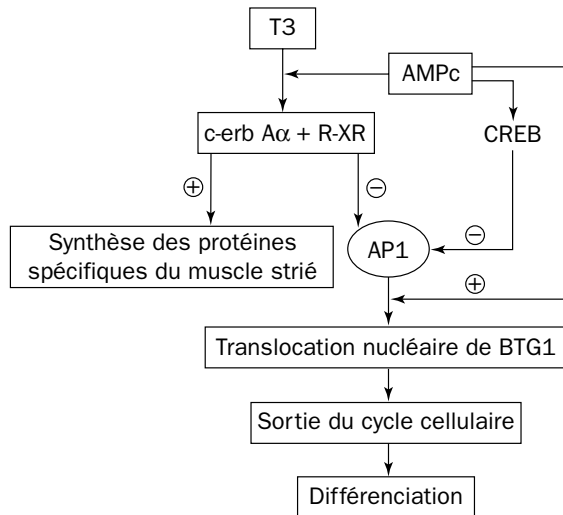 T3
AMPc
c-erb Aα + R-XR
CREB
⊕
⊖
Synthèse des protéines
spécifiques du muscle strié
AP1
⊖
⊕
Translocation nucléaire de BTG1
Sortie du cycle cellulaire
Différenciation